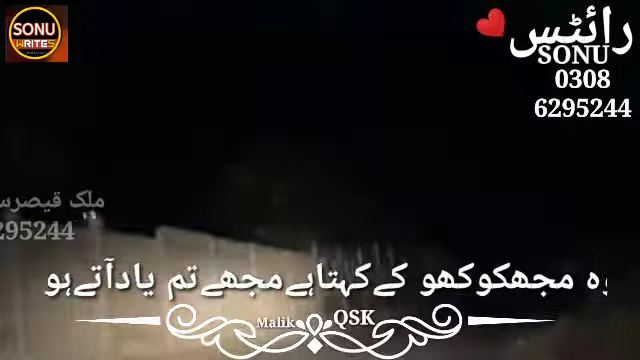 SONU
WRITES
رائٹس
SONU
0308
6295244
ملک قیصر
295244
وہ مجھکو کھو کے کہتا ہے مجھے تم یاد آتے ہو
Malik QSK